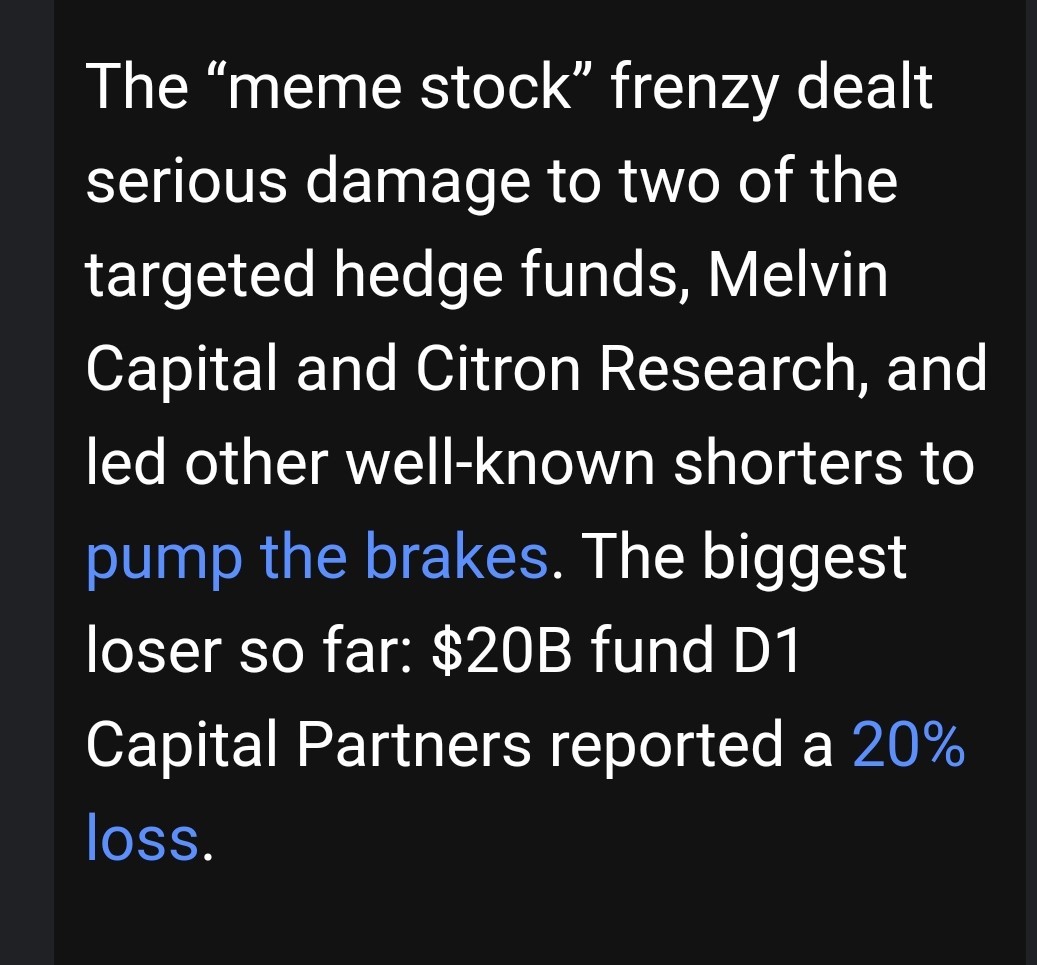 The “meme stock” frenzy dealt
serious damage to two of the
targeted hedge funds, Melvin
Capital and Citron Research, and
led other well-known shorters to
pump the brakes. The biggest
loser so far: $20B fund D1
Capital Partners reported a 20%
loss.